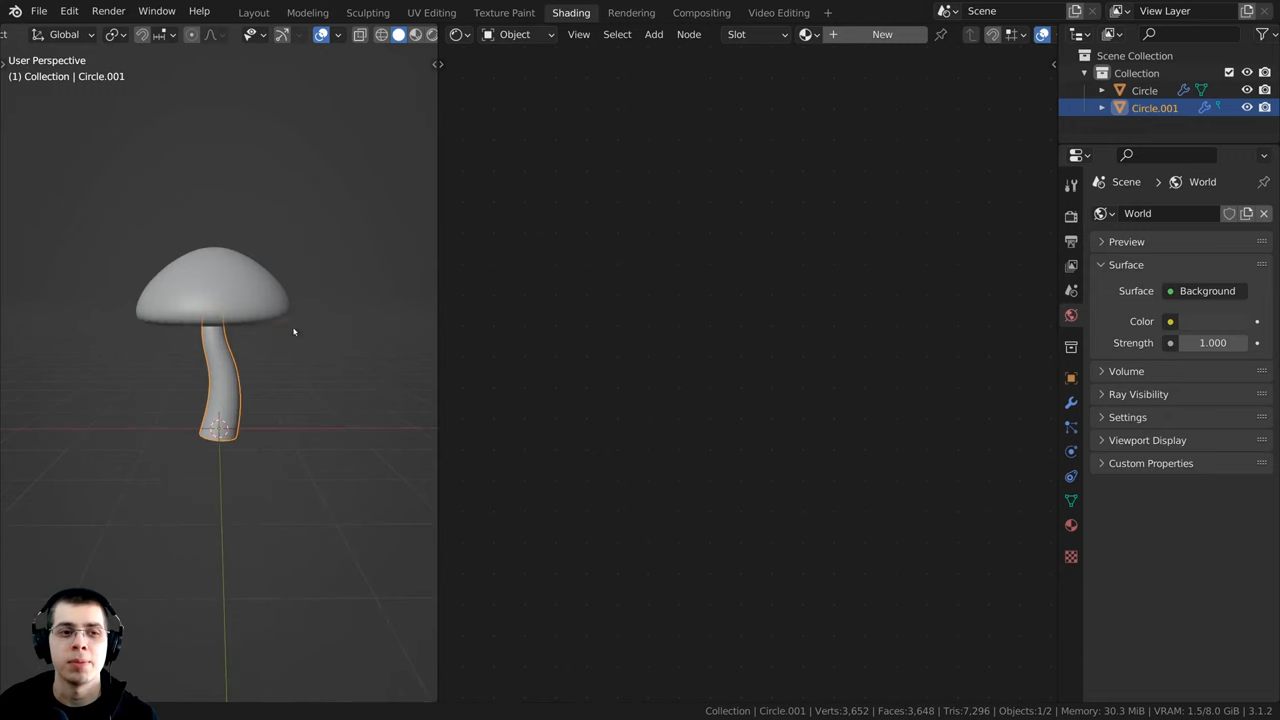 File Edit Render Window Help Layout Modeling Sculpting UV Editing Texture Paint Shading Rendering Compositing Video Editing + Scene View Layer
ct Global Object View Select Add Node Slot New
User Perspective
(1) Collection | Circle.001
Scene Collection
Collection
Circle
Circle.001
Scene > World
World
Preview
Surface
Surface Background
Color
Strength 1.000
Volume
Ray Visibility
Settings
Viewport Display
Custom Properties
Collection | Circle.001 | Verts:3,652 | Faces:3,648 | Tris:7,296 | Objects:1/2 | Memory: 30.3 MiB | VRAM: 1.5/8.0 GiB | 3.1.2